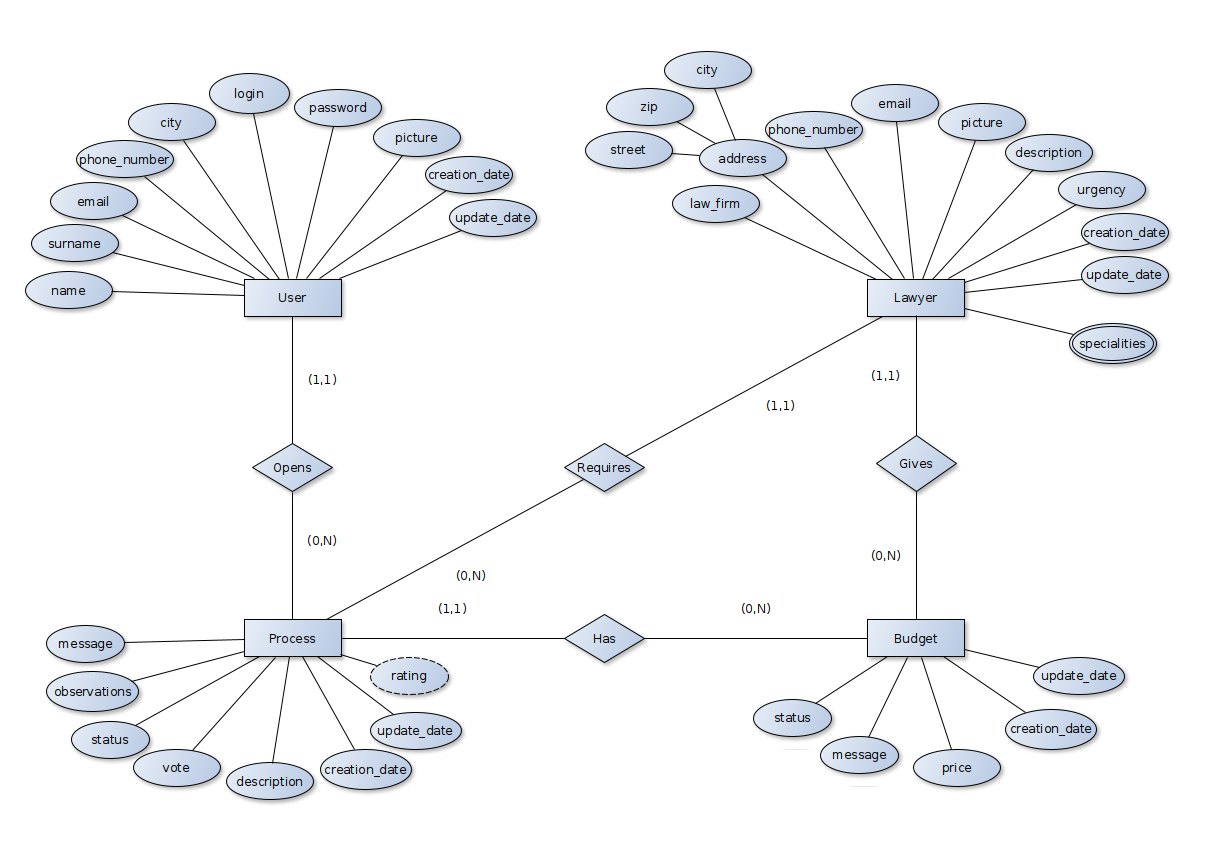 city
login
email
zip
password
picture
city
phone_number
picture
street
description
phone_number
address
creation_date
urgency
email
law_firm
update_date
creation_date
surname
update_date
name
User
Lawyer
specialities
(1,1)
(1,1)
(1,1)
Opens
Requires
Gives
(0,N)
(0,N)
(0,N)
(1,1)
(0,N)
Process
Has
Budget
message
rating
update_date
observations
status
creation_date
status
update_date
message
vote
creation_date
price
description